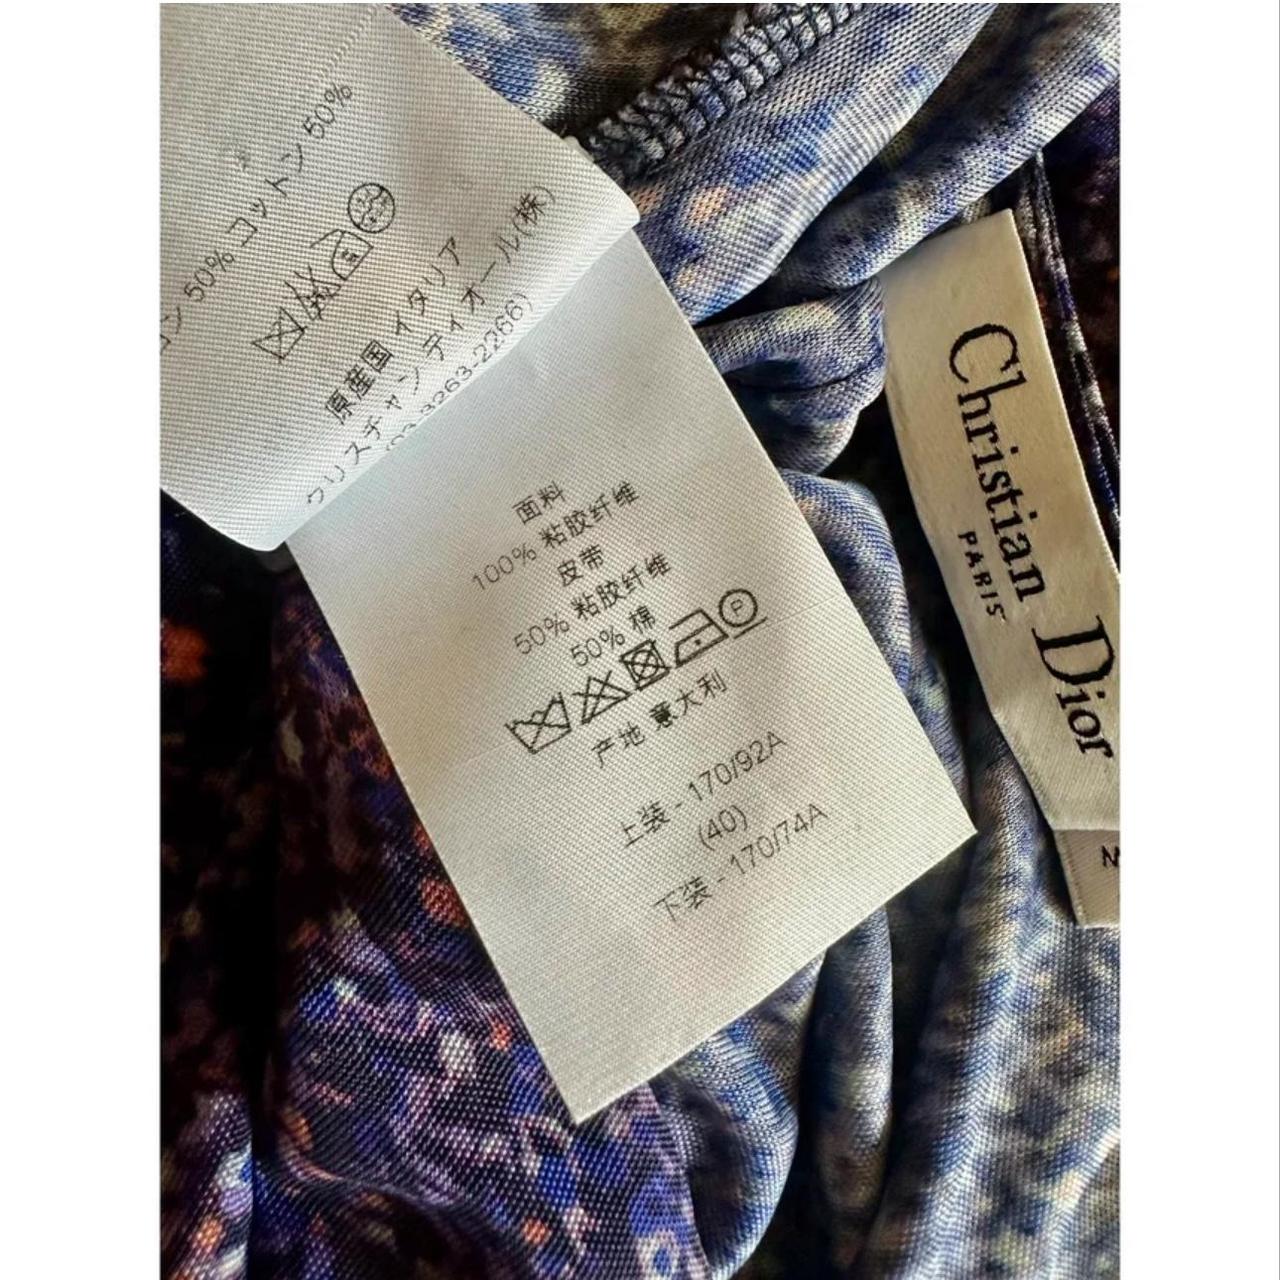 50% コットン 50%
原産国 イタリア
クリスチャン ディオール(株)
3263-2266)
面料
100% 粘胶纤维
皮带
50% 粘胶纤维
50% 棉
P
产地 意大利
上装 - 170/92A
(40)
下装 - 170/74A
Christian Dior
PARIS